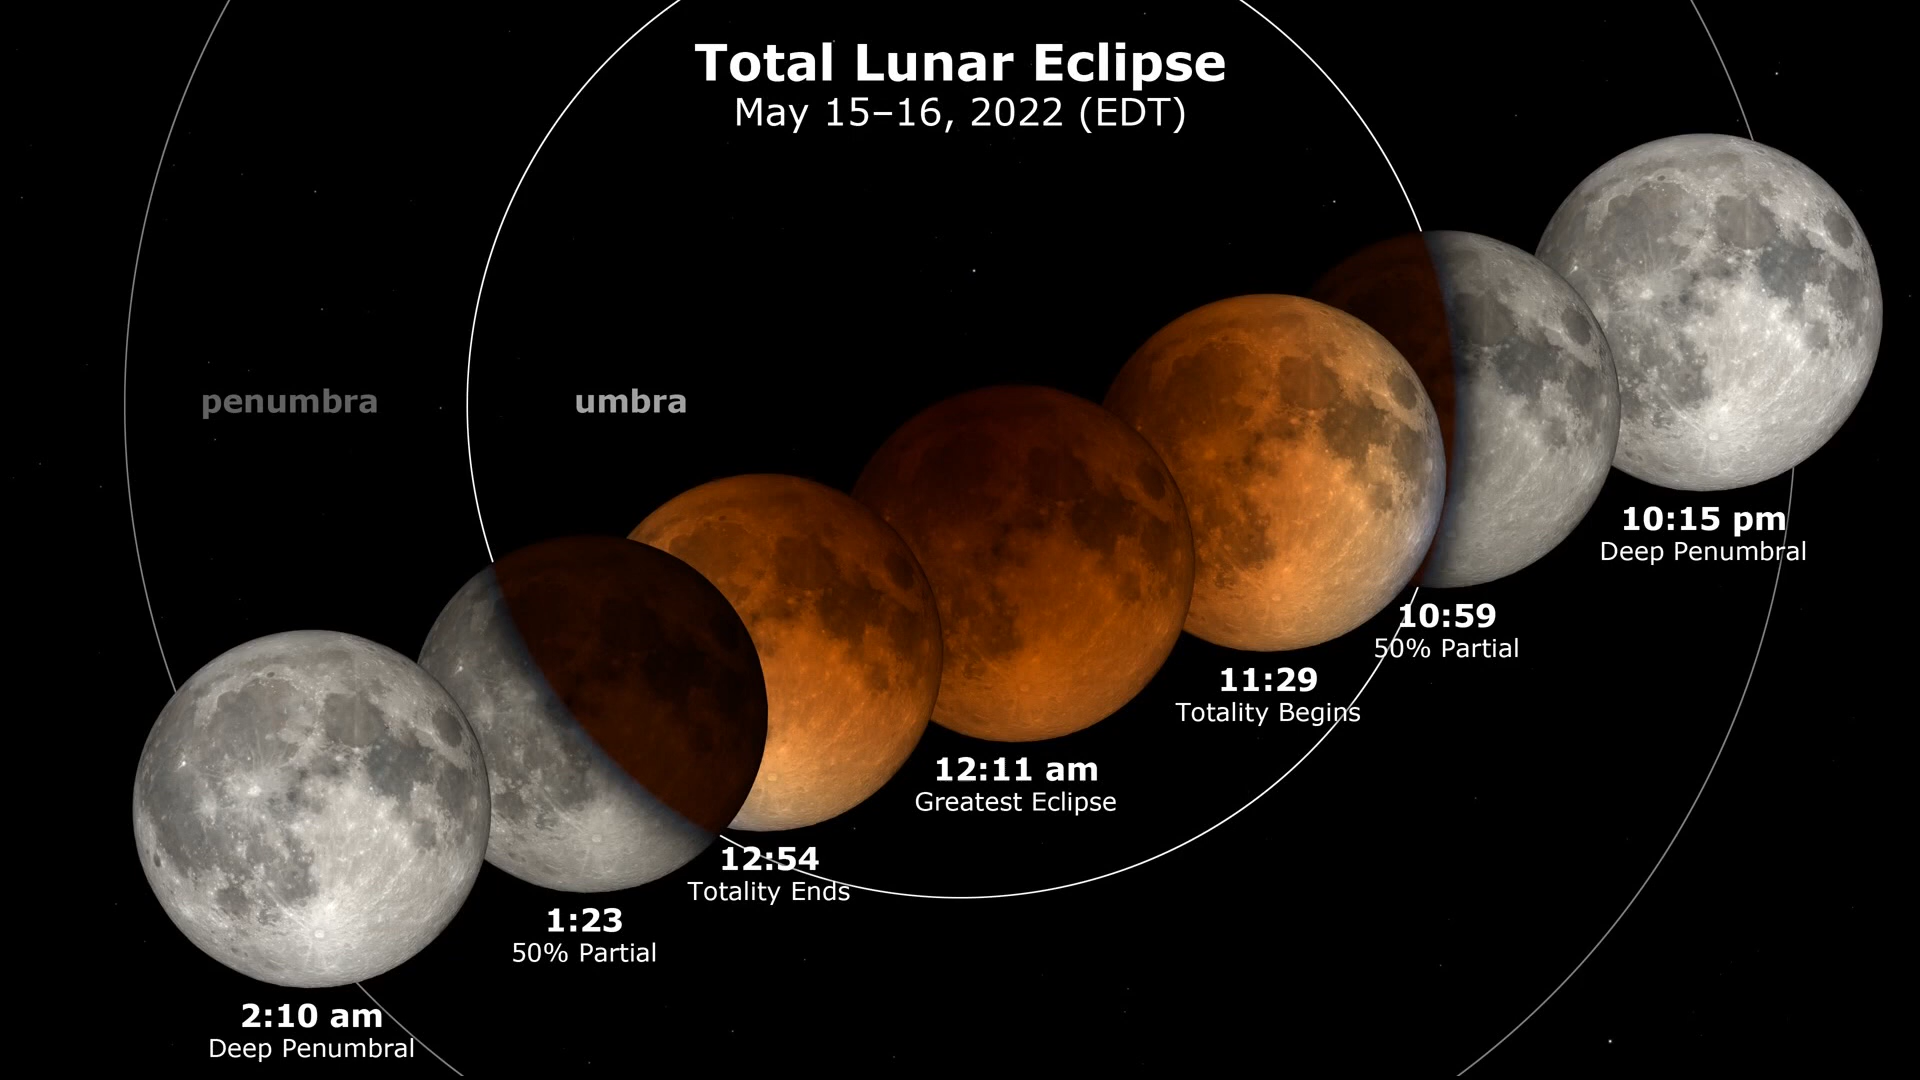 Total Lunar Eclipse
May 15–16, 2022 (EDT)
penumbra
umbra
10:15 pm
Deep Penumbral
10:59
50% Partial
11:29
Totality Begins
12:11 am
Greatest Eclipse
12:54
Totality Ends
1:23
50% Partial
2:10 am
Deep Penumbral